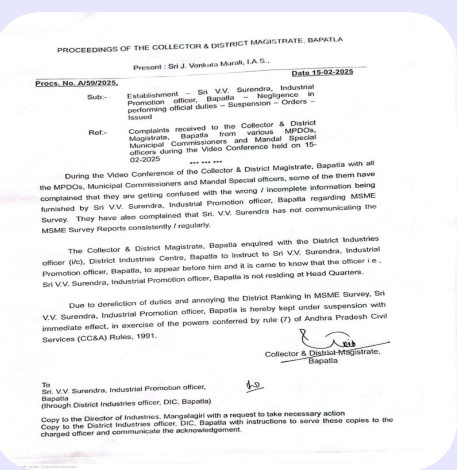 PROCEEDINGS OF THE COLLECTOR & DISTRICT MAGISTRATE, BAPATLA
Present : Sri J. Venkata Murali, I.A.S.,
Procs. No. A/59/2025,
Date 15-02-2025
Sub:- Establishment – Sri V.V. Surendra, Industrial
Promotion officer, Bapatla – Negligence in
performing official duties – Suspension – Orders –
Issued
Ref:- Complaints received to the Collector & District
Magistrate, Bapatla from various MPDOs,
Municipal Commissioners and Mandal Special
officers during the Video Conference held on 15-
02-2025
*** *** ***
During the Video Conference of the Collector & District Magistrate, Bapatla with all
the MPDOs, Municipal Commissioners and Mandal Special officers, some of the them have
complained that they are getting confused with the wrong / incomplete information being
furnished by Sri V.V. Surendra, Industrial Promotion officer, Bapatla regarding MSME
Survey. They have also complained that Sri. V.V. Surendra has not communicating the
MSME Survey Reports consistently / regularly.
The Collector & District Magistrate, Bapatla enquired with the District Industries
officer (i/c), District Industries Centre, Bapatla to instruct to Sri V.V. Surendra, Industrial
Promotion officer, Bapatla, to appear before him and it is came to know that the officer i.e.,
Sri V.V. Surendra, Industrial Promotion officer, Bapatla is not residing at Head Quarters.
Due to dereliction of duties and annoying the District Ranking in MSME Survey, Sri
V.V. Surendra, Industrial Promotion officer, Bapatla is hereby kept under suspension with
immediate effect, in exercise of the powers conferred by rule (7) of Andhra Pradesh Civil
Services (CC&A) Rules, 1991.
Collector & District Magistrate,
Bapatla
To
Sri. V.V. Surendra, Industrial Promotion officer,
Bapatla
(through District Industries officer, DIC, Bapatla)
Copy to the Director of Industries, Mangalagiri with a request to take necessary action
Copy to the District Industries officer, DIC, Bapatla with instructions to serve these copies to the
charged officer and communicate the acknowledgement.